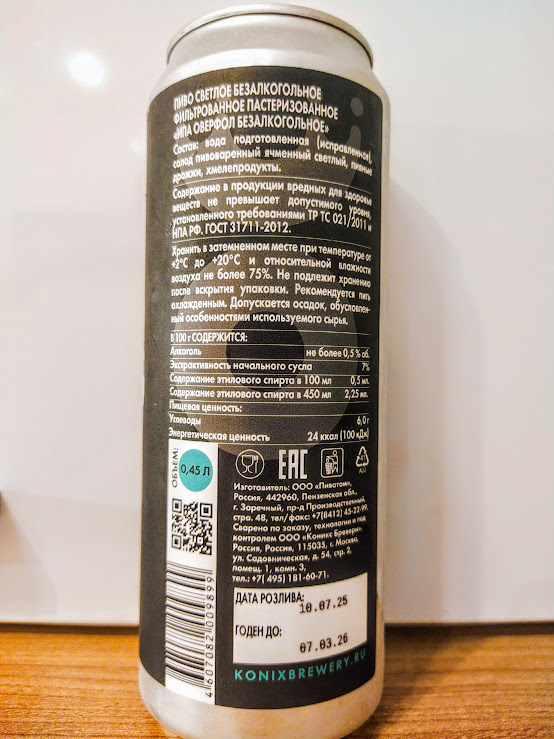 ПИВО СВЕТЛОЕ БЕЗАЛКОГОЛЬНОЕ
ФИЛЬТРОВАННОЕ ПАСТЕРИЗОВАННОЕ
«ИПА ОВЕРФОЛ БЕЗАЛКОГОЛЬНОЕ»
Состав: вода подготовленная (исправленная),
солод пивоваренный ячменный светлый, пивные
дрожжи, хмелепродукты.
Содержание в продукции вредных для здоровья
веществ не превышает допустимого уровня,
установленного требованиями ТР ТС 021/2011 и
НПА РФ. ГОСТ 31711-2012.
Хранить в затемненном месте при температуре от
+2°С до +20°С и относительной влажности
воздуха не более 75%. Не подлежит хранению
после вскрытия упаковки. Рекомендуется пить
охлажденным. Допускается осадок, обусловлен-
ный особенностями используемого сырья.
В 100 г СОДЕРЖИТСЯ:
Алкоголь не более 0,5 % об.
Экстрактивность начального сусла 7%
Содержание этилового спирта в 100 мл 0,5 мл.
Содержание этилового спирта в 450 мл 2,25 мл.
Пищевая ценность:
Углеводы 6,0 г
Энергетическая ценность 24 ккал (100 кДж)
ОБЪЕМ:
0,45 Л
EAC
ALU
Изготовитель: ООО «Пивотом»,
Россия, 442960, Пензенская обл.,
г. Заречный, пр-д Производственный,
стра. 48, тел/факс: +7(8412) 45-22-99.
Сварено по заказу, технологии и под
контролем ООО «Коникс Бревери»,
Россия, Россия, 115035, г. Москва,
ул. Садовническая, д. 54, стр. 2,
помещ. 1, комн. 3,
тел.: +7( 495) 181-60-71.
4607082009899
ДАТА РОЗЛИВА:
10.07.25
ГОДЕН ДО:
07.03.26
KONIXBREWERY.RU